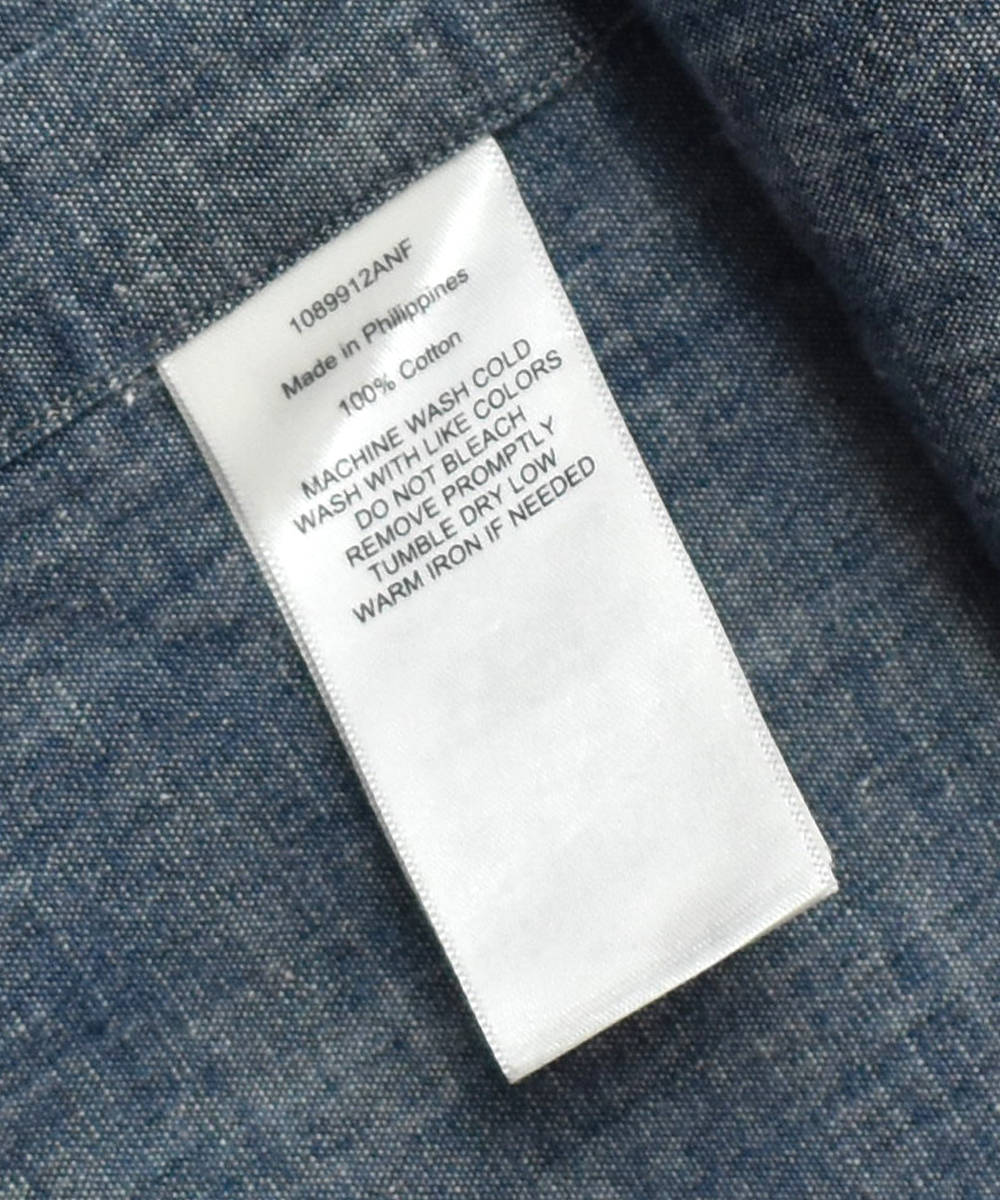 1089912ANF
Made in Philippines
100% Cotton
MACHINE WASH COLD
WASH WITH LIKE COLORS
DO NOT BLEACH
REMOVE PROMPTLY
TUMBLE DRY LOW
WARM IRON IF NEEDED